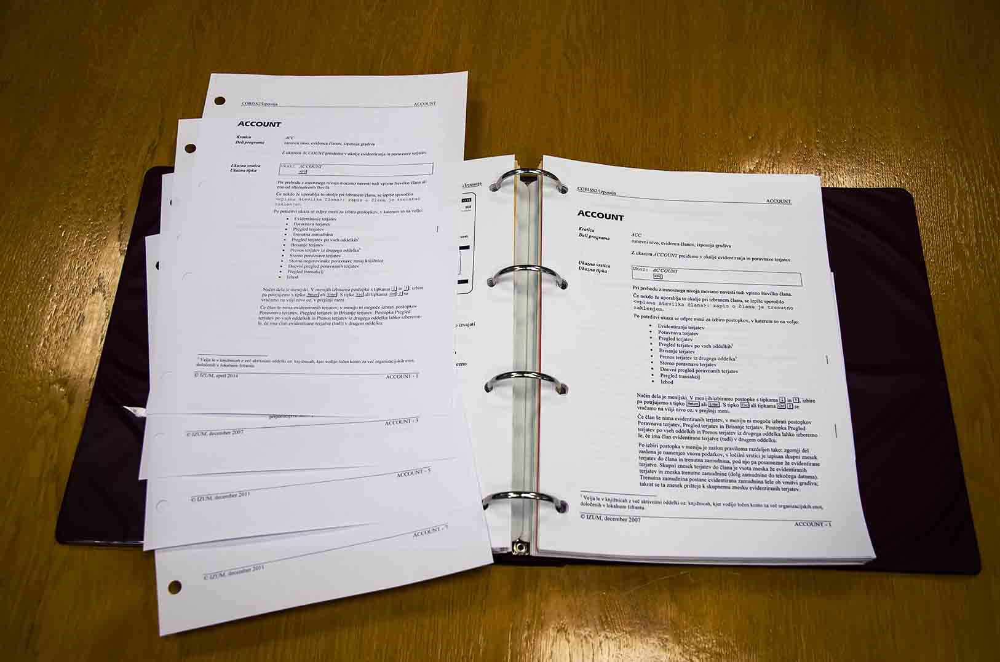 COBISS2/Izposoja ACCOUNT
ACCOUNT
Kratica ACC
Deli programa osnovni nivo, evidenca članov, izposoja gradiva
Z ukazom ACCOUNT preidemo v okolje evidentiranja in poravnave terjatev.
Ukazna vrstica Ukaz: ACCOUNT
Ukazna tipka KP0
Pri prehodu z osnovnega nivoja moramo navesti tudi vpisno številko člana ali
eno od alternativnih številk.
Če nekdo že uporablja to okolje pri izbranem članu, se izpiše sporočilo
<vpisna številka člana>: zapis o članu je trenutno
zaklenjen.
Po potrditvi ukaza se odpre meni za izbiro postopkov, v katerem so na voljo:
• Evidentiranje terjatev
• Poravnava terjatev
• Pregled terjatev
• Trenutna zamudnina
• Pregled terjatev po vseh oddelkih¹
• Brisanje terjatev
• Prenos terjatev iz drugega oddelka¹
• Storno poravnave terjatev
• Storno negotovinske poravnave zunaj knjižnice
• Dnevni pregled poravnanih terjatev
• Pregled transakcij
• Izhod
Način dela je menijski. V menijih izbiramo postopke s tipkama ↓ in ↑, izbire
pa potrjujemo s tipko Return ali Enter. S tipko Esc ali tipkama Ctrl Z se
vračamo na višji nivo oz. v prejšnji meni.
Če član še nima evidentiranih terjatev, v meniju ni mogoče izbrati postopkov
Poravnava terjatev, Pregled terjatev in Brisanje terjatev. Postopka Pregled
terjatev po vseh oddelkih in Prenos terjatev iz drugega oddelka lahko izberemo
le, če ima član evidentirane terjatve (tudi) v drugem oddelku.
¹ Velja le v knjižnicah z več aktivnimi oddelki oz. knjižnicah, kjer vodijo ločen konto za več organizacijskih enot,
določenih v lokalnem šifrantu.
© IZUM, april 2014 ACCOUNT - 1
ACCOUNT - 3
© IZUM, december 2007
ACCOUNT - 5
© IZUM, december 2011
ACCOUNT - 7
© IZUM, december 2011
/Izposoja
o izvajati
ezno
COBISS2/Izposoja ACCOUNT
ACCOUNT
Kratica ACC
Deli programa osnovni nivo, evidenca članov, izposoja gradiva
Z ukazom ACCOUNT preidemo v okolje evidentiranja in poravnave terjatev.
Ukazna vrstica Ukaz: ACCOUNT
Ukazna tipka KP0
Pri prehodu z osnovnega nivoja moramo navesti tudi vpisno številko člana.
Če nekdo že uporablja to okolje pri izbranem članu, se izpiše sporočilo
<vpisna številka člana>: zapis o članu je trenutno
zaklenjen.
Po potrditvi ukaza se odpre meni za izbiro postopkov, v katerem so na voljo:
• Evidentiranje terjatev
• Poravnava terjatev
• Pregled terjatev
• Pregled terjatev po vseh oddelkih¹
• Brisanje terjatev
• Prenos terjatev iz drugega oddelka¹
• Storno poravnave terjatev
• Dnevni pregled poravnanih terjatev
• Pregled transakcij
• Izhod
Način dela je menijski. V menijih izbiramo postopke s tipkama ↓ in ↑, izbire
pa potrjujemo s tipko Return ali Enter. S tipko Esc ali tipkama Ctrl Z se
vračamo na višji nivo oz. v prejšnji meni.
Če član še nima evidentiranih terjatev, v meniju ni mogoče izbrati postopkov
Poravnava terjatev, Pregled terjatev in Brisanje terjatev. Postopka Pregled
terjatev po vseh oddelkih in Prenos terjatev iz drugega oddelka lahko izberemo
le, če ima član evidentirane terjatve (tudi) v drugem oddelku.
Po izbiri postopka v meniju je zaslon praviloma razdeljen tako: zgornji del
zaslona je namenjen vnosu podatkov, v ločilni vrstici je izpisan skupni znesek
terjatev do člana in trenutna zamudnina, pod njo pa posamezne že evidentirane
terjatve. Skupni znesek terjatev do člana je vsota zneska že evidentiranih
terjatev in zneska trenutne zamudnine (dolg zamudnine do tekočega datuma).
Trenutna zamudnina postane evidentirana zamudnina šele ob vrnitvi gradiva;
takrat se ta znesek prišteje k skupnemu znesku evidentiranih terjatev.
¹ Velja le v knjižnicah z več aktivnimi oddelki oz. knjižnicah, kjer vodijo ločen konto za več organizacijskih enot,
določenih v lokalnem šifrantu.
© IZUM, december 2007 ACCOUNT - 1